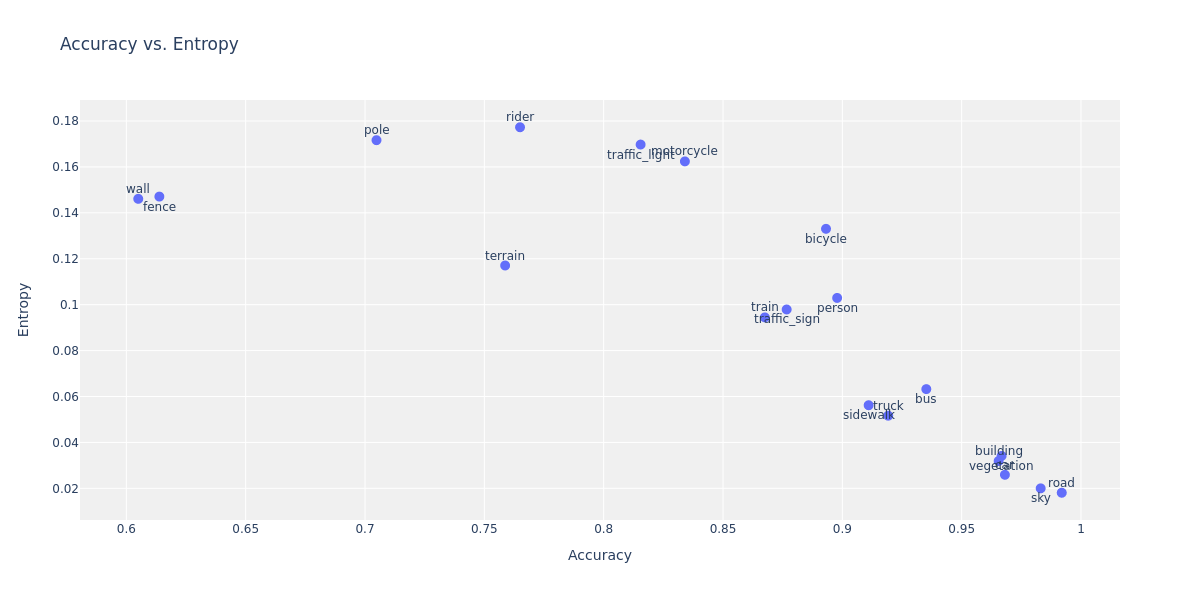 Accuracy vs. Entropy
0.18
0.16
0.14
0.12
0.1
0.08
0.06
0.04
0.02
Entropy
rider
pole
traffic_light
motorcycle
wall
fence
bicycle
terrain
train
person
traffic_sign
bus
truck
sidewalk
building
vegetation
car
road
sky
0.6
0.65
0.7
0.75
0.8
0.85
0.9
0.95
1
Accuracy